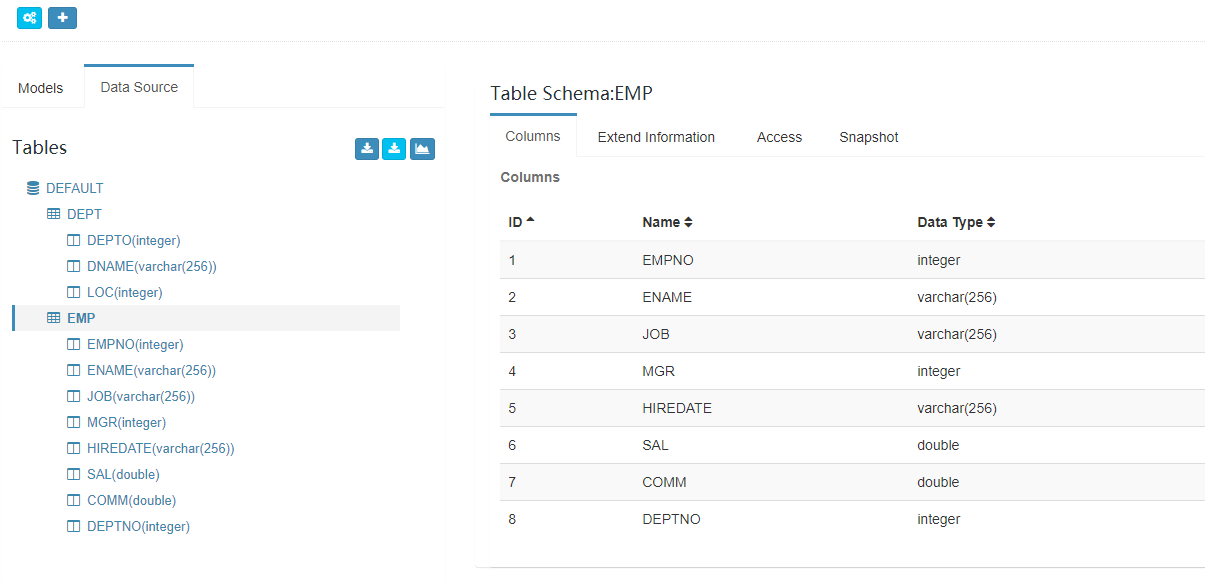 Models
Data Source
Tables
DEFAULT
DEPT
DEPTO(integer)
DNAME(varchar(256))
LOC(integer)
EMP
EMPNO(integer)
ENAME(varchar(256))
JOB(varchar(256))
MGR(integer)
HIREDATE(varchar(256))
SAL(double)
COMM(double)
DEPTNO(integer)
Table Schema:EMP
Columns Extend Information Access Snapshot
Columns
ID Name Data Type
1 EMPNO integer
2 ENAME varchar(256)
3 JOB varchar(256)
4 MGR integer
5 HIREDATE varchar(256)
6 SAL double
7 COMM double
8 DEPTNO integer